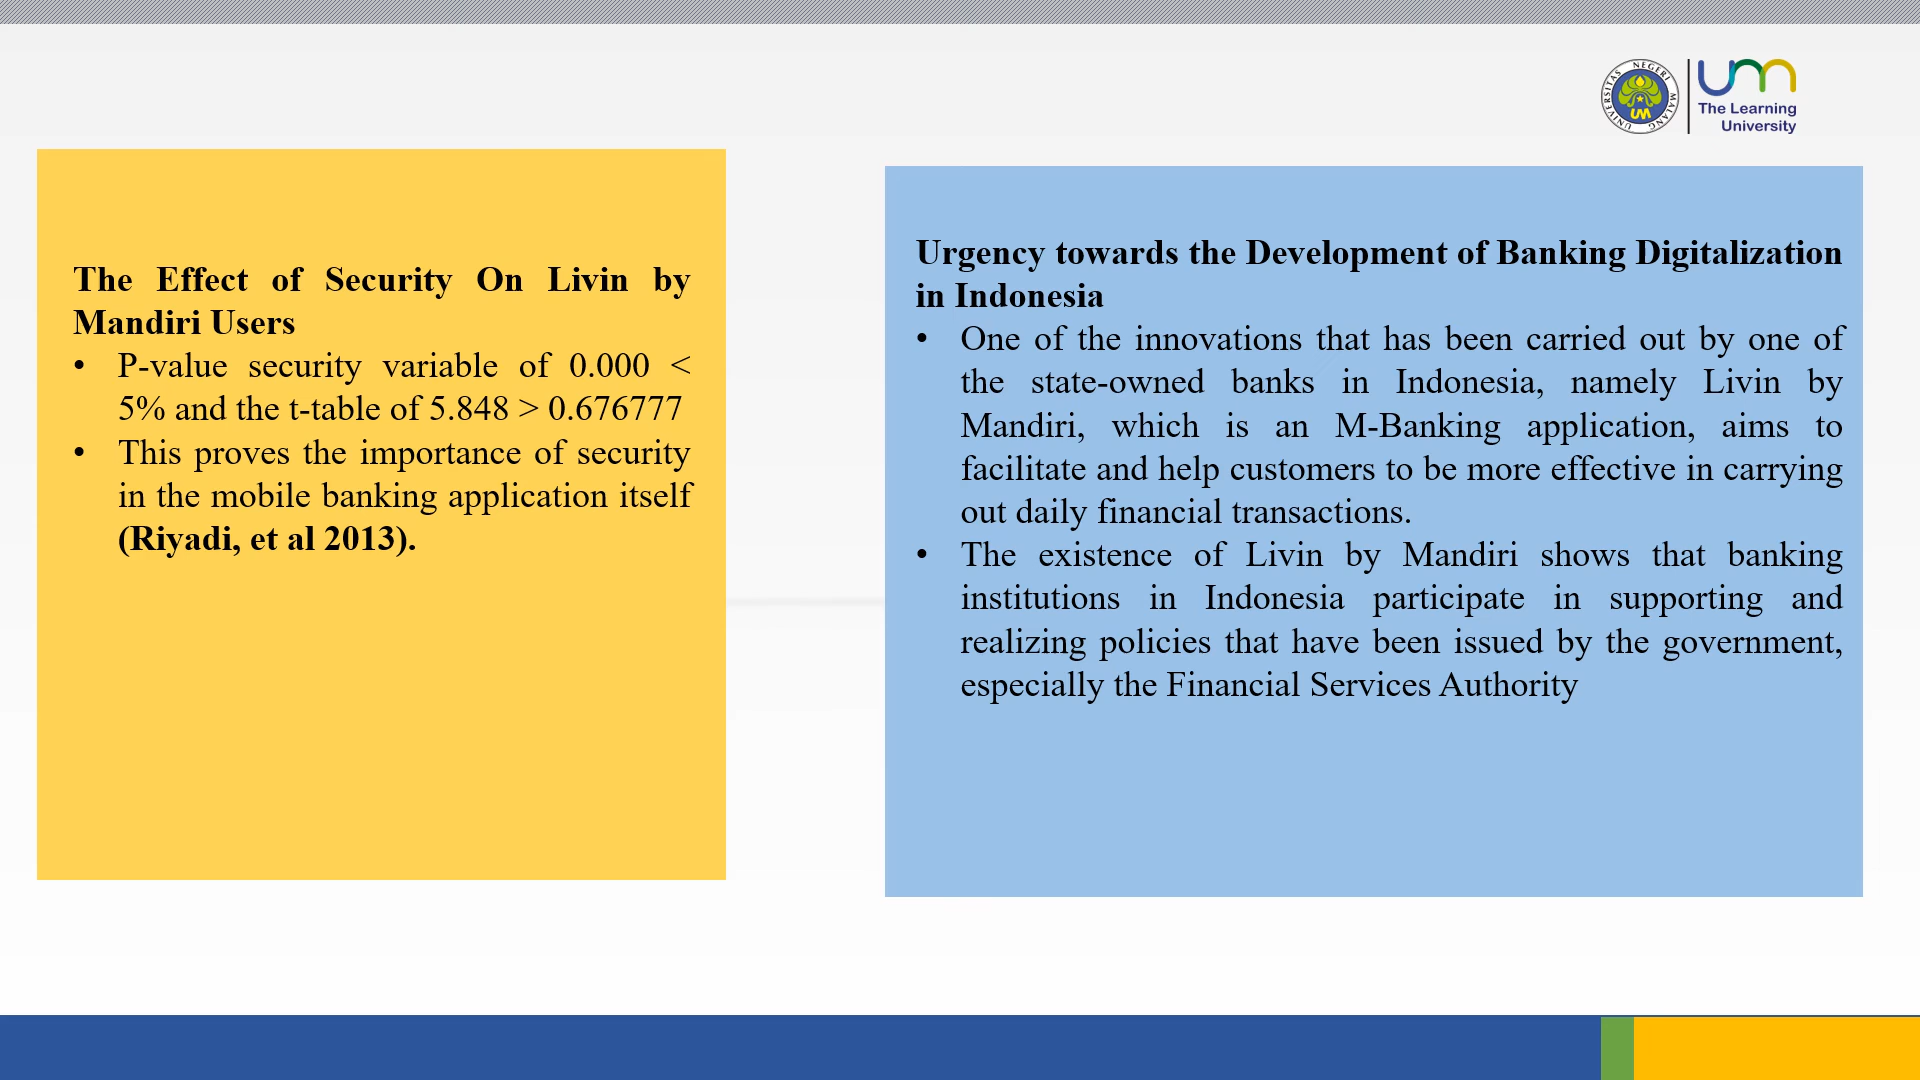 UNIVERSITAS NEGERI MALANG
UM
um
The Learning
University
The Effect of Security On Livin by
Mandiri Users
• P-value security variable of 0.000 <
5% and the t-table of 5.848 > 0.676777
• This proves the importance of security
in the mobile banking application itself
(Riyadi, et al 2013).
Urgency towards the Development of Banking Digitalization
in Indonesia
• One of the innovations that has been carried out by one of
the state-owned banks in Indonesia, namely Livin by
Mandiri, which is an M-Banking application, aims to
facilitate and help customers to be more effective in carrying
out daily financial transactions.
• The existence of Livin by Mandiri shows that banking
institutions in Indonesia participate in supporting and
realizing policies that have been issued by the government,
especially the Financial Services Authority